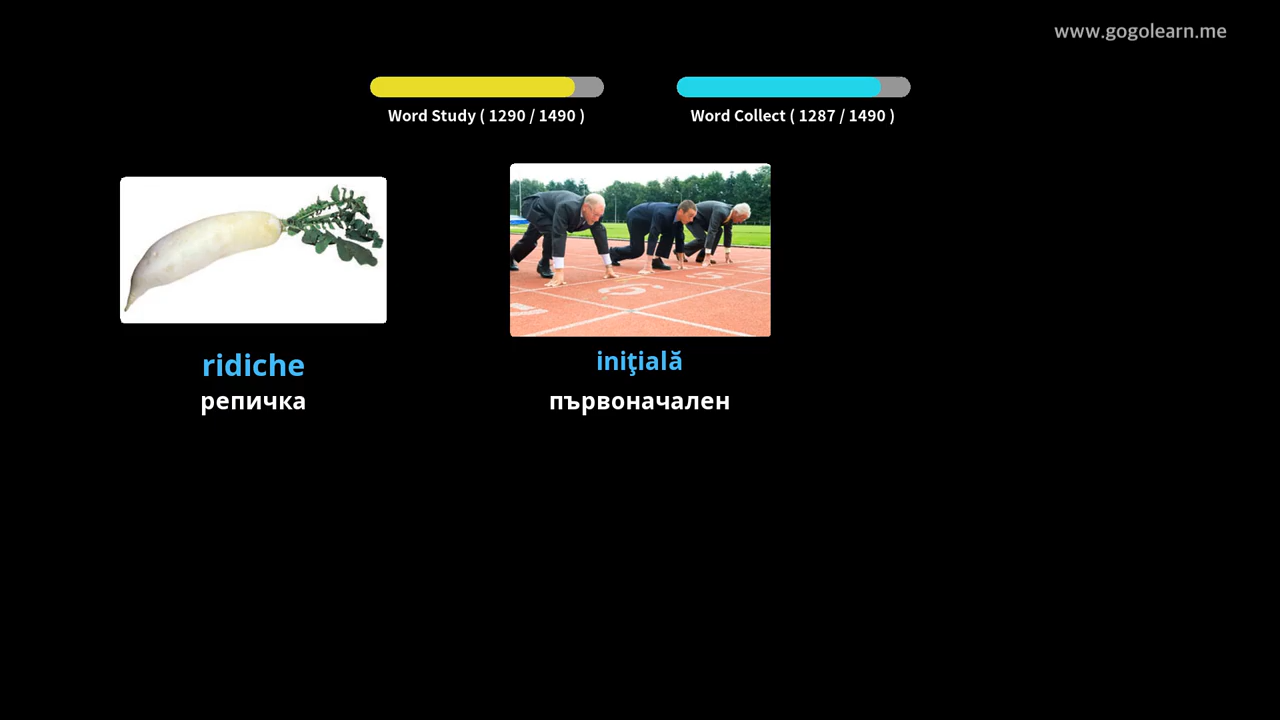 www.gogolearn.me
Word Study ( 1290 / 1490 )
Word Collect ( 1287 / 1490 )
ridiche
репичка
iniţială
първоначален